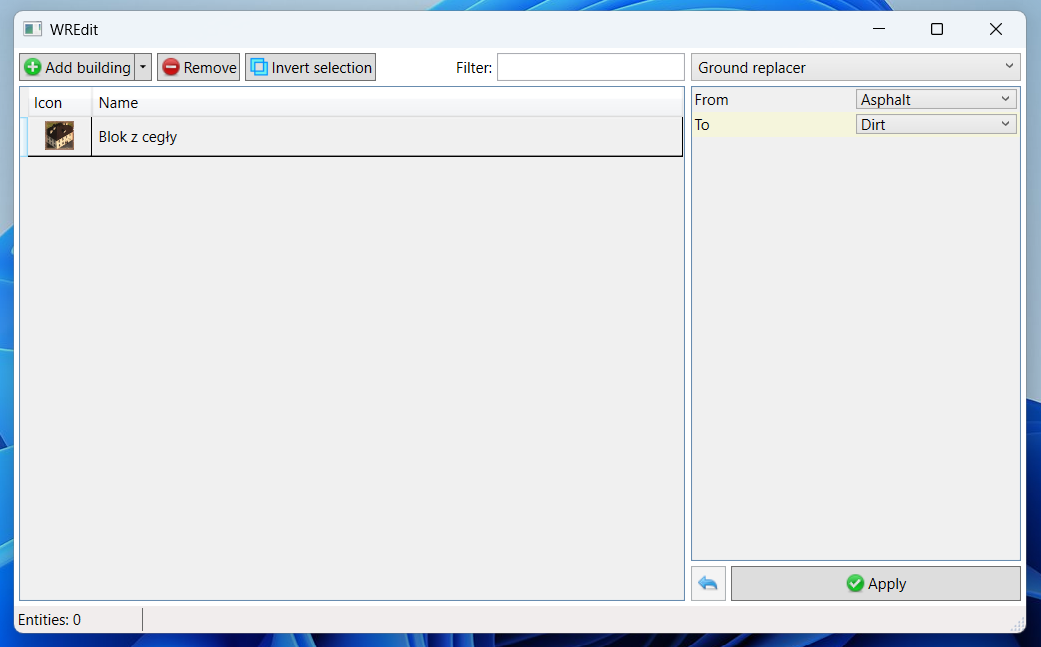 WREdit
Add building Remove Invert selection Filter: Ground replacer
Icon Name
Blok z cegły
From Asphalt
To Dirt
Apply
Entities: 0